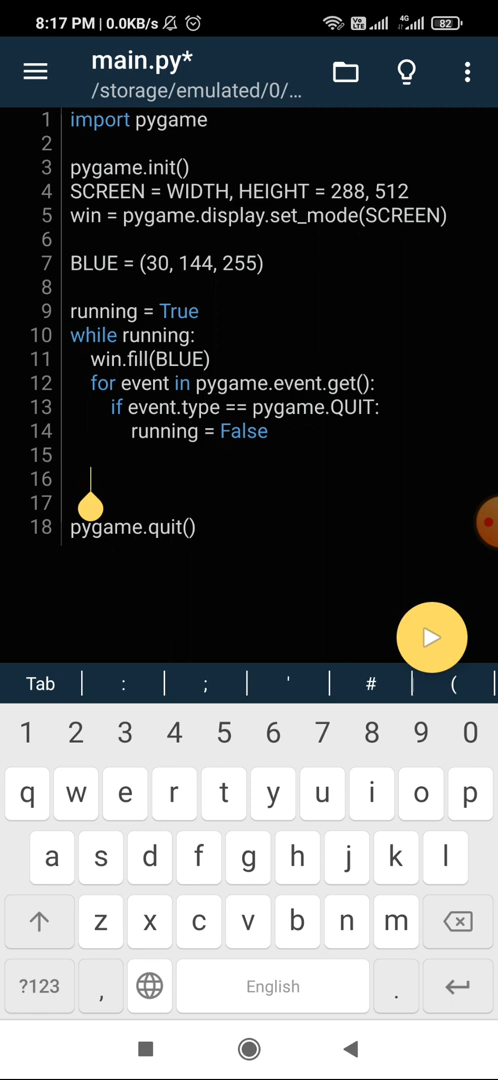 8:17 PM | 0.0KB/s Vo LTE 4G 82
main.py*
/storage/emulated/0/...
1 import pygame
2
3 pygame.init()
4 SCREEN = WIDTH, HEIGHT = 288, 512
5 win = pygame.display.set_mode(SCREEN)
6
7 BLUE = (30, 144, 255)
8
9 running = True
10 while running:
11     win.fill(BLUE)
12     for event in pygame.event.get():
13         if event.type == pygame.QUIT:
14             running = False
15
16
17
18 pygame.quit()
Tab : ; ' # (
1 2 3 4 5 6 7 8 9 0
q w e r t y u i o p
a s d f g h j k l
z x c v b n m
?123 , English .